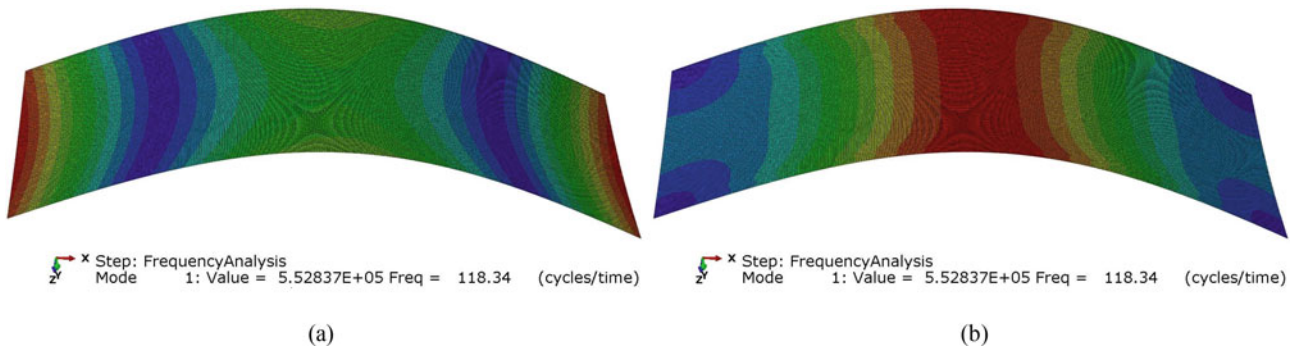 X Step: FrequencyAnalysis
Z Y Mode 1: Value = 5.52837E+05 Freq = 118.34 (cycles/time)
X Step: FrequencyAnalysis
Z Y Mode 1: Value = 5.52837E+05 Freq = 118.34 (cycles/time)
(a)
(b)